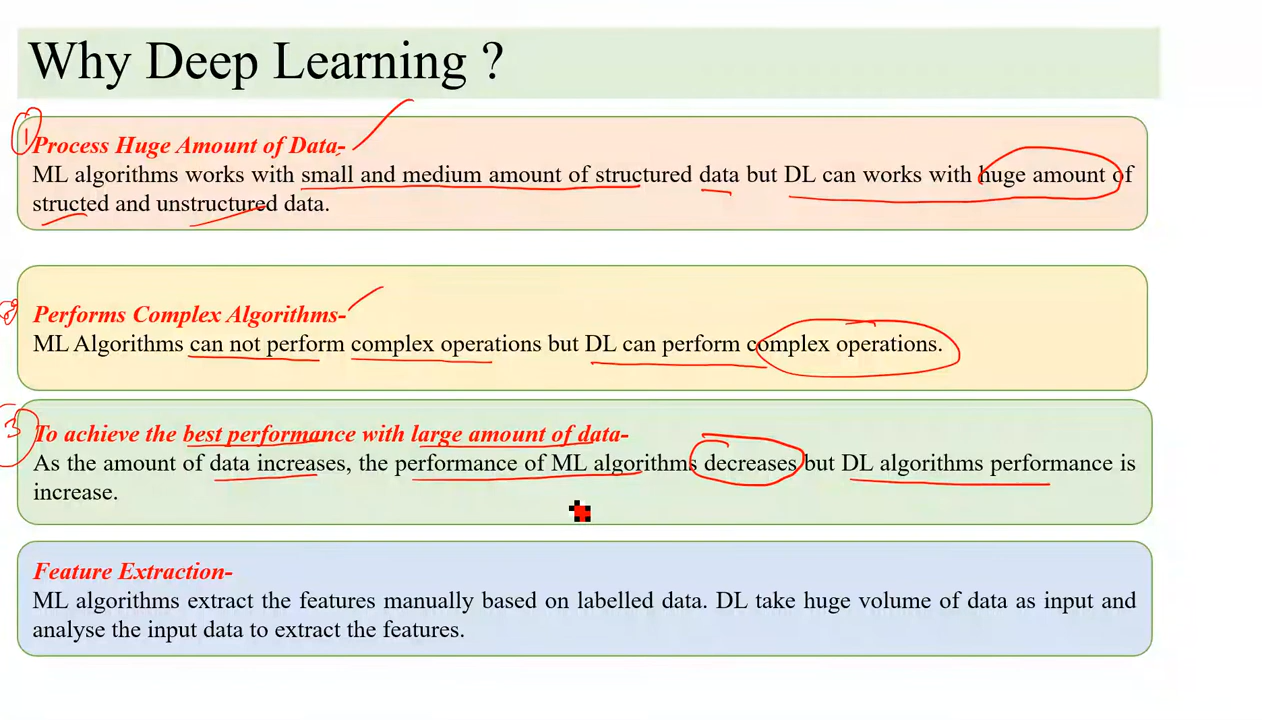 Why Deep Learning ?
1
Process Huge Amount of Data-
ML algorithms works with small and medium amount of structured data but DL can works with huge amount of
structed and unstructured data.
2
Performs Complex Algorithms-
ML Algorithms can not perform complex operations but DL can perform complex operations.
3
To achieve the best performance with large amount of data-
As the amount of data increases, the performance of ML algorithms decreases but DL algorithms performance is
increase.
Feature Extraction-
ML algorithms extract the features manually based on labelled data. DL take huge volume of data as input and
analyse the input data to extract the features.